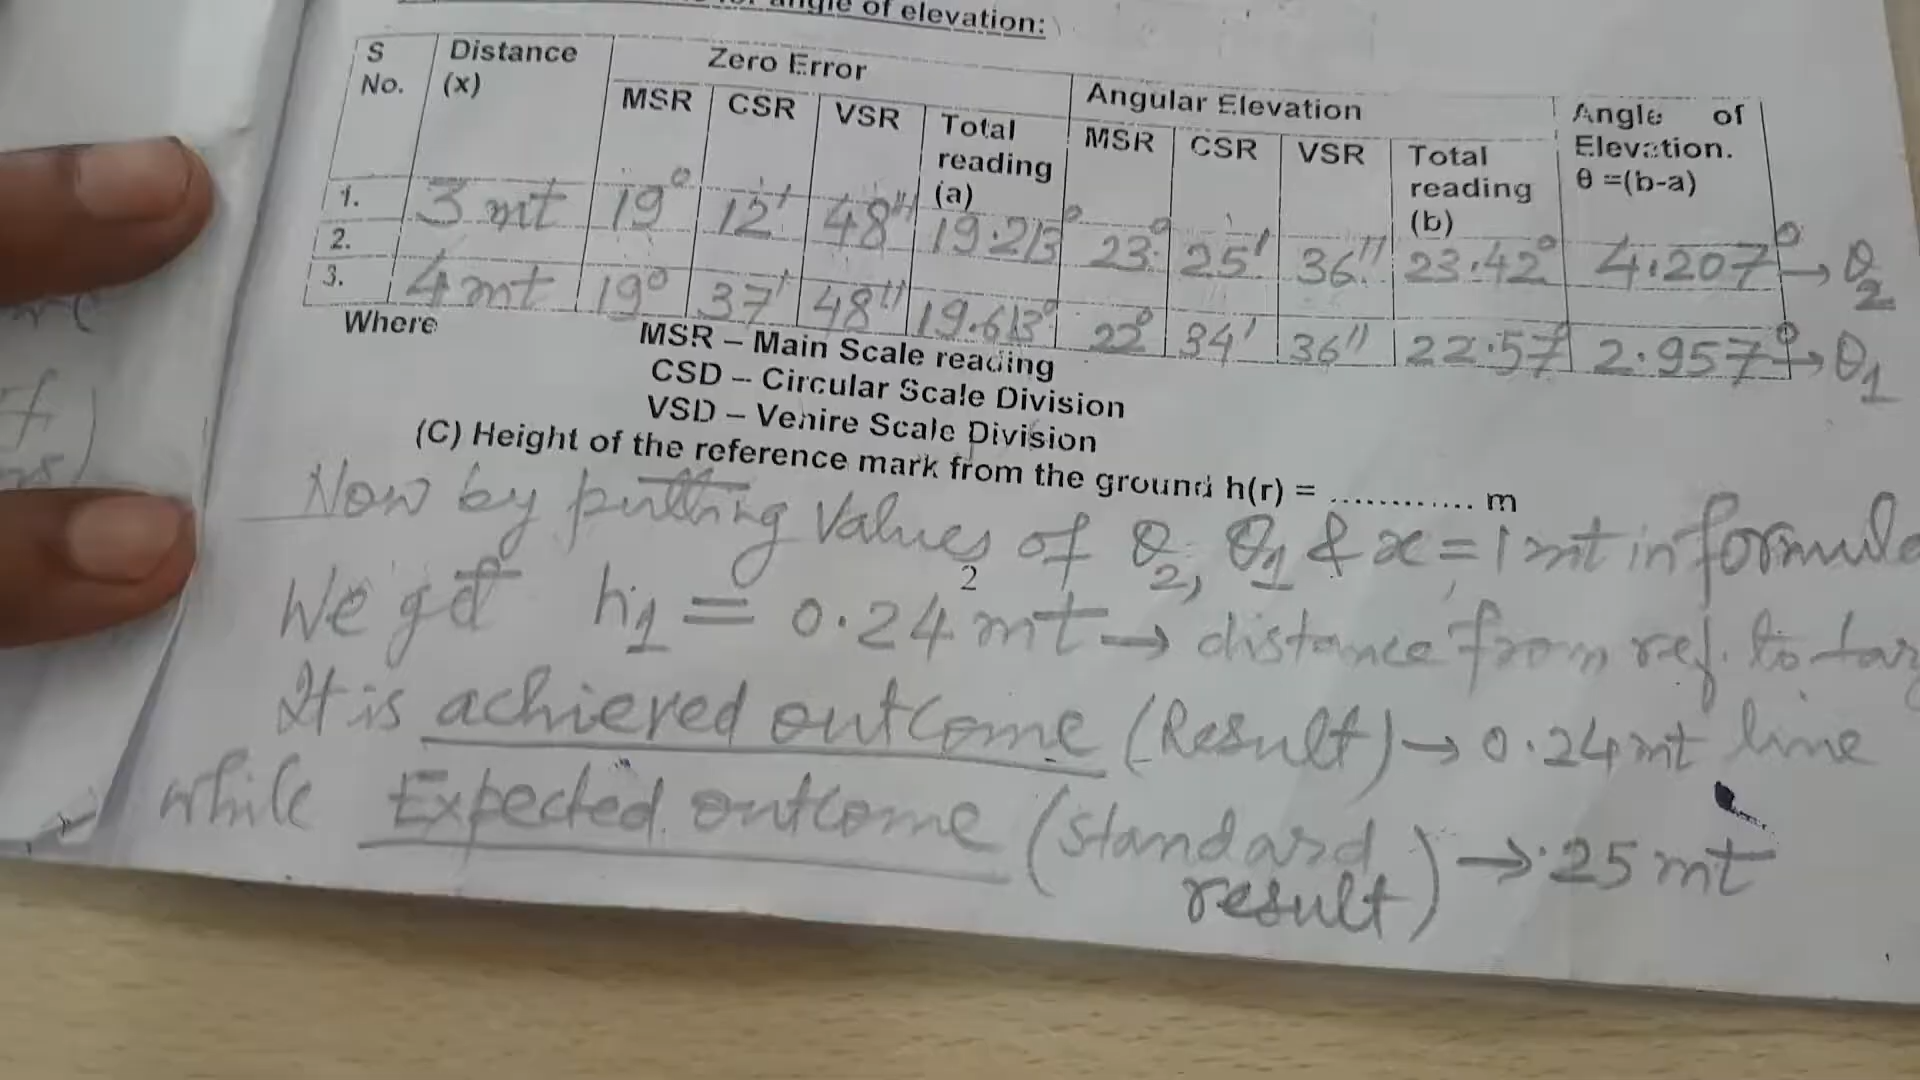 angle of elevation:
S No. Distance (x) Zero Error Angular Elevation Angle of Elevation. θ =(b-a)
MSR CSR VSR Total reading (a) MSR CSR VSR Total reading (b)
1. 3 mt 19° 12' 48" 19.213° 23° 25' 36" 23.42° 4.207° → θ2
2.
3. 4 mt 19° 37' 48" 19.613° 22° 34' 36" 22.57° 2.957° → θ1
Where MSR – Main Scale reading
CSD – Circular Scale Division
VSD – Venire Scale Division
(C) Height of the reference mark from the ground h(r) = ............ m
Now by putting values of θ2, θ1 & x = 1 mt in formula
2
We get h1 = 0.24 mt → distance from ref. to
It is achieved outcome (Result) → 0.24 mt line
while Expected outcome (standard result) → .25 mt